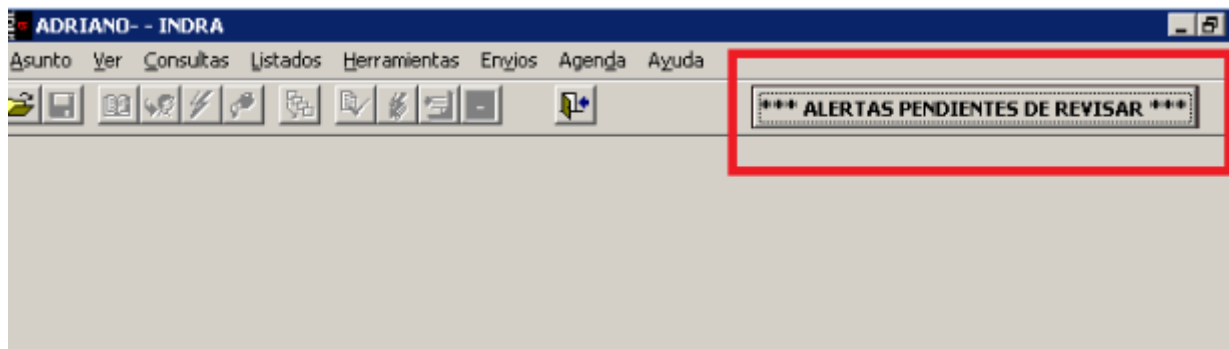 ADRIANO- - INDRA
Asunto Ver Consultas Listados Herramientas Envios Agenda Ayuda
*** ALERTAS PENDIENTES DE REVISAR ***